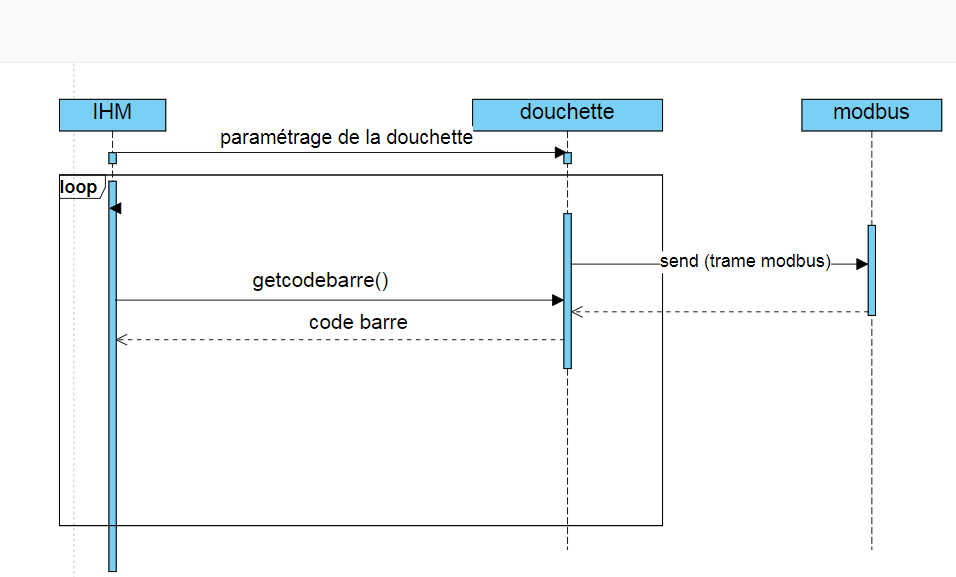 IHM
douchette
modbus
paramétrage de la douchette
loop
send (trame modbus)
getcodebarre()
code barre